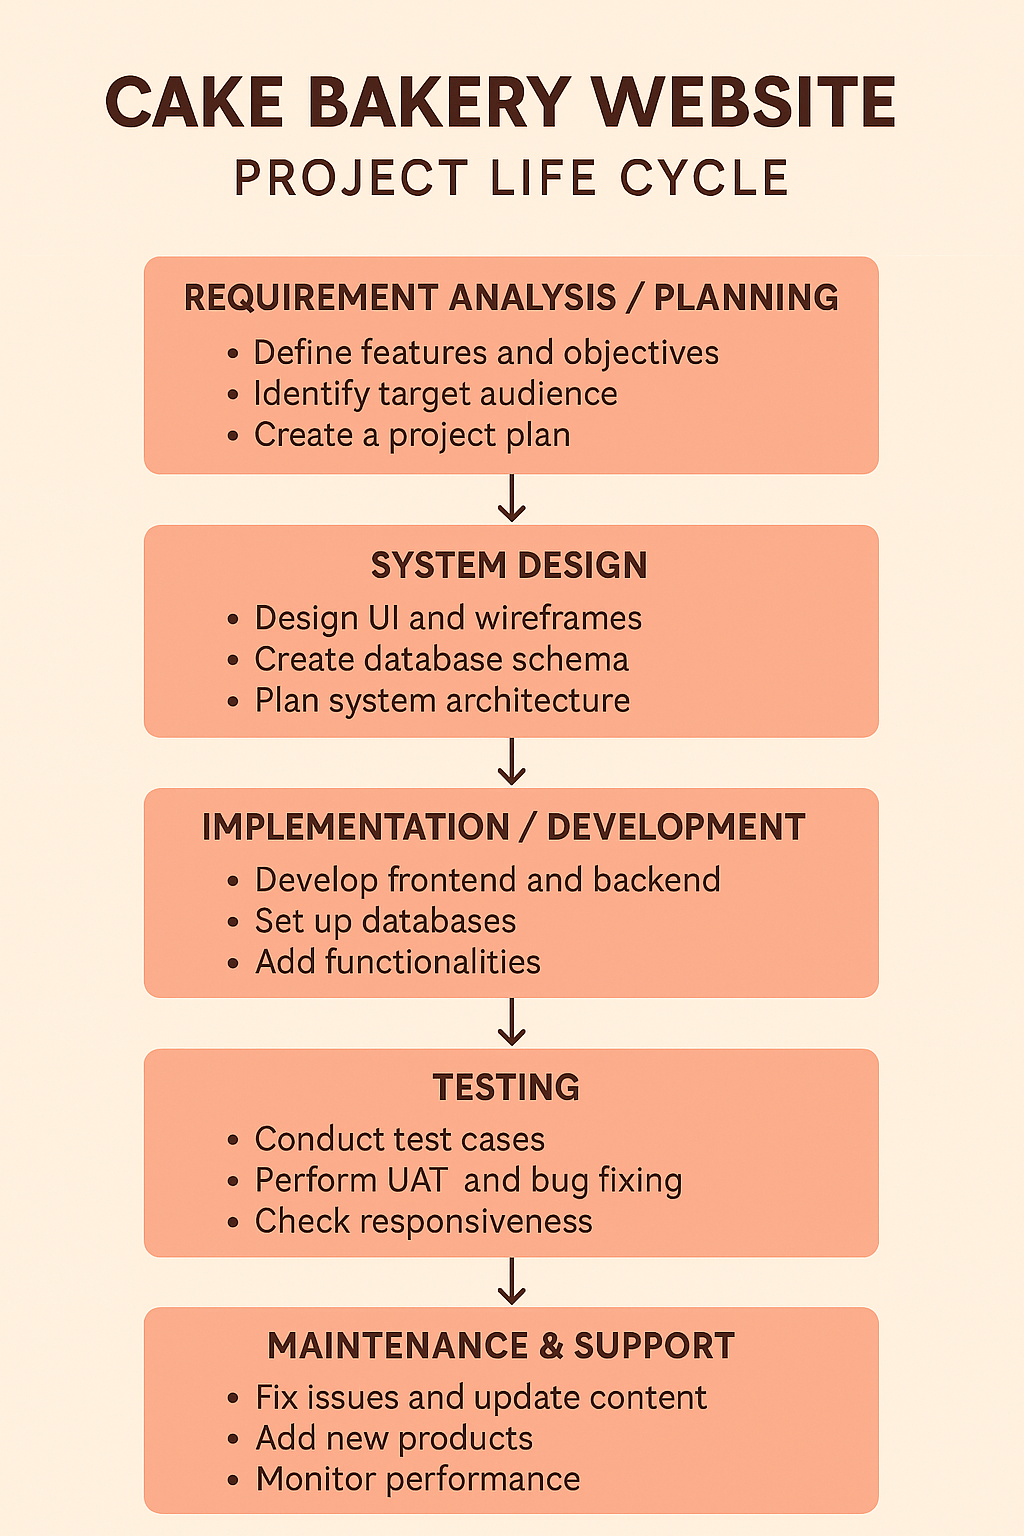 CAKE BAKERY WEBSITE
PROJECT LIFE CYCLE
REQUIREMENT ANALYSIS / PLANNING
• Define features and objectives
• Identify target audience
• Create a project plan
SYSTEM DESIGN
• Design UI and wireframes
• Create database schema
• Plan system architecture
IMPLEMENTATION / DEVELOPMENT
• Develop frontend and backend
• Set up databases
• Add functionalities
TESTING
• Conduct test cases
• Perform UAT and bug fixing
• Check responsiveness
MAINTENANCE & SUPPORT
• Fix issues and update content
• Add new products
• Monitor performance